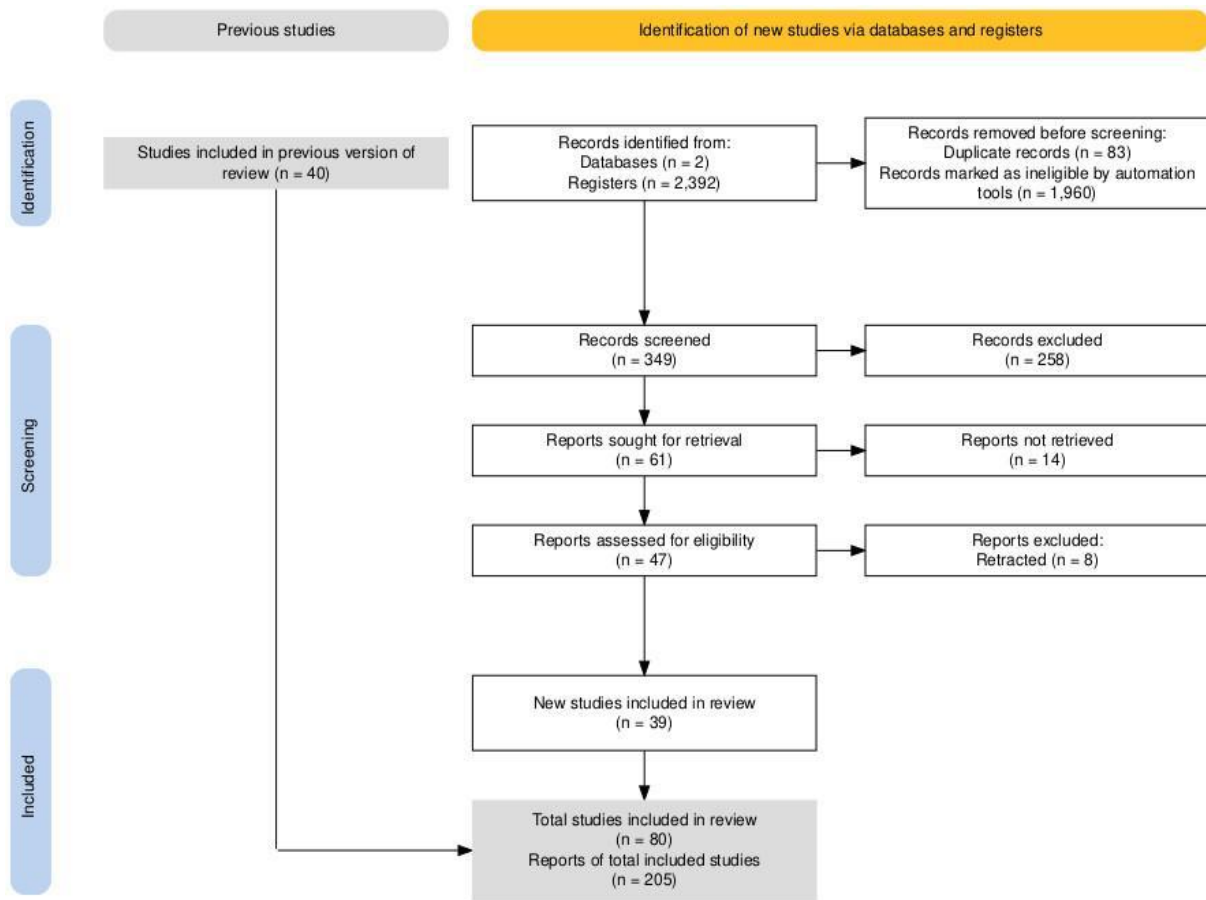 Previous studies
Identification of new studies via databases and registers
Identification
Studies included in previous version of
review (n = 40)
Records identified from:
Databases (n = 2)
Registers (n = 2,392)
Records removed before screening:
Duplicate records (n = 83)
Records marked as ineligible by automation
tools (n = 1,960)
Screening
Records screened
(n = 349)
Records excluded
(n = 258)
Reports sought for retrieval
(n = 61)
Reports not retrieved
(n = 14)
Reports assessed for eligibility
(n = 47)
Reports excluded:
Retracted (n = 8)
Included
New studies included in review
(n = 39)
Total studies included in review
(n = 80)
Reports of total included studies
(n = 205)